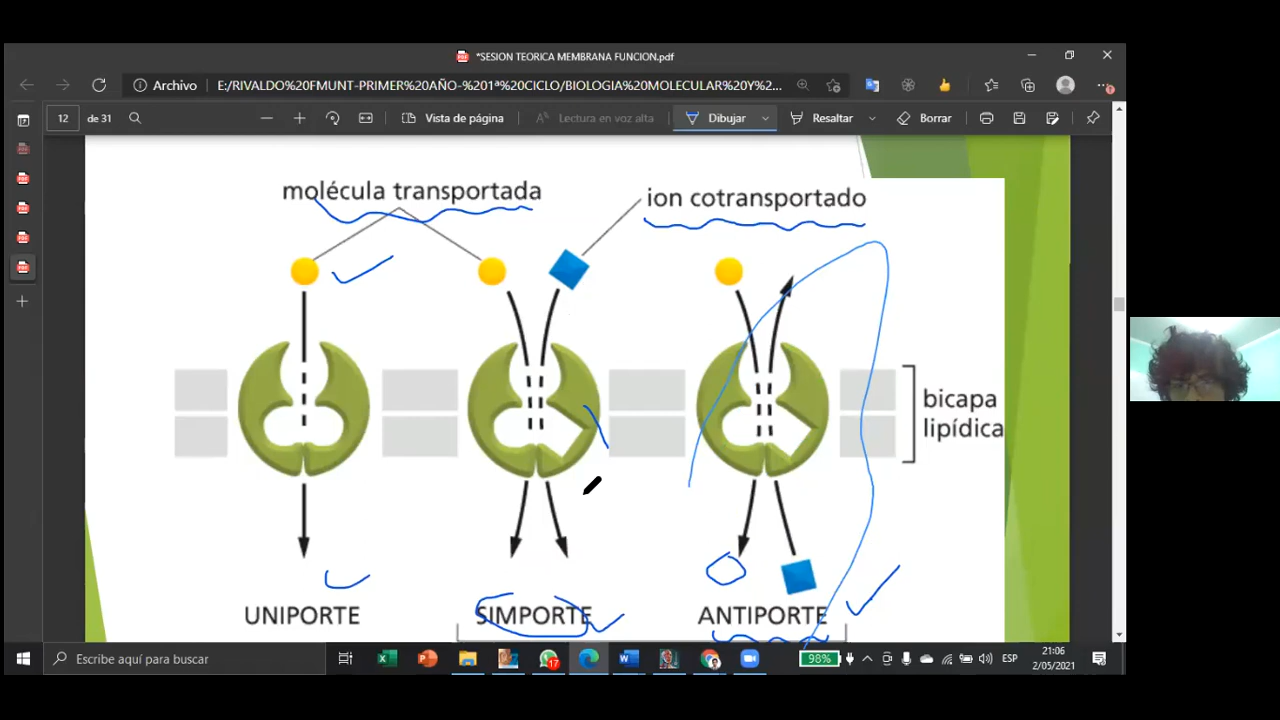 *SESION TEORICA MEMBRANA FUNCION.pdf
Archivo E:/RIVALDO%20FMUNT-PRIMER%20AÑO-%201ª%20CICLO/BIOLOGIA%20MOLECULAR%20Y%2...
12 de 31 Vista de página Lectura en voz alta Dibujar Resaltar Borrar
molécula transportada
ion cotransportado
bicapa
lipídica
UNIPORTE SIMPORTE ANTIPORTE
Escribe aquí para buscar 17 98% ESP 21:06
2/05/2021